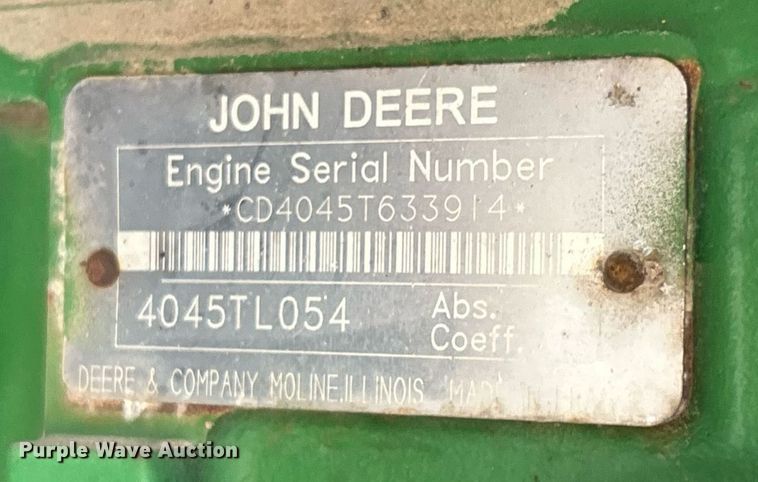 JOHN DEERE
Engine Serial Number
*CD4045T633914*
4045TL054
Abs.
Coeff.
DEERE & COMPANY MOLINE,ILLINOIS
Purple Wave Auction